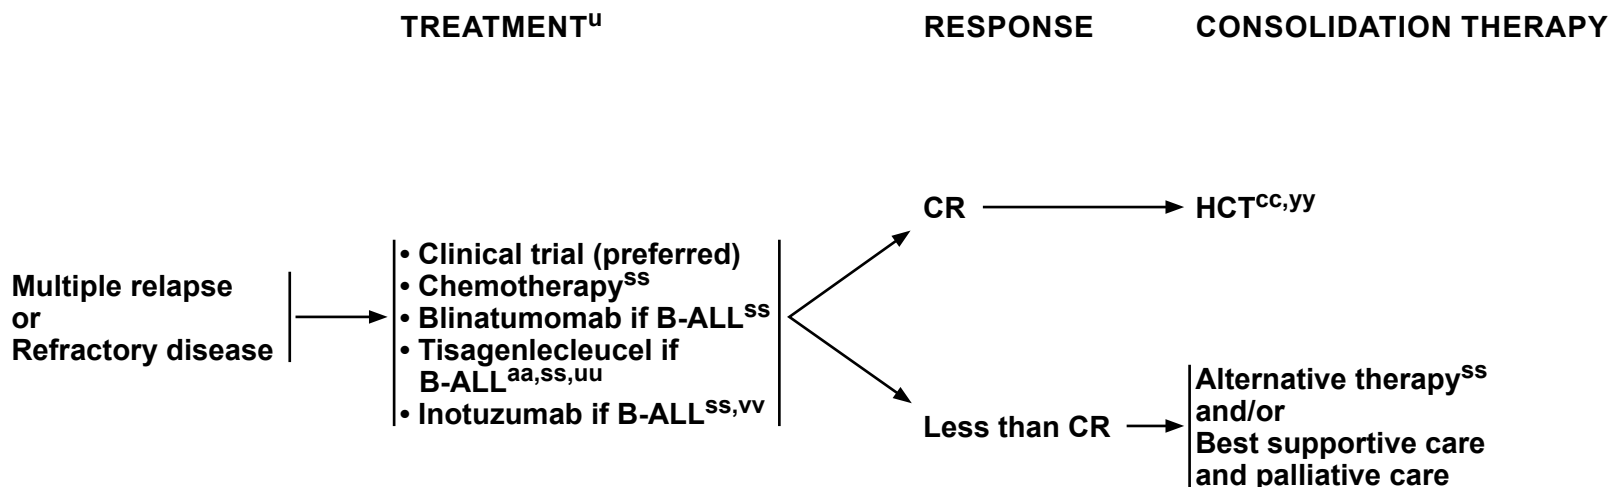 TREATMENTᵘ
RESPONSE
CONSOLIDATION THERAPY
Multiple relapse
or
Refractory disease
• Clinical trial (preferred)
• Chemotherapyˢˢ
• Blinatumomab if B-ALLˢˢ
• Tisagenlecleucel if
B-ALLᵃᵃ,ˢˢ,ᵘᵘ
• Inotuzumab if B-ALLˢˢ,ᵛᵛ
CR
HCTᶜᶜ,ʸʸ
Less than CR
Alternative therapyˢˢ
and/or
Best supportive care
and palliative care